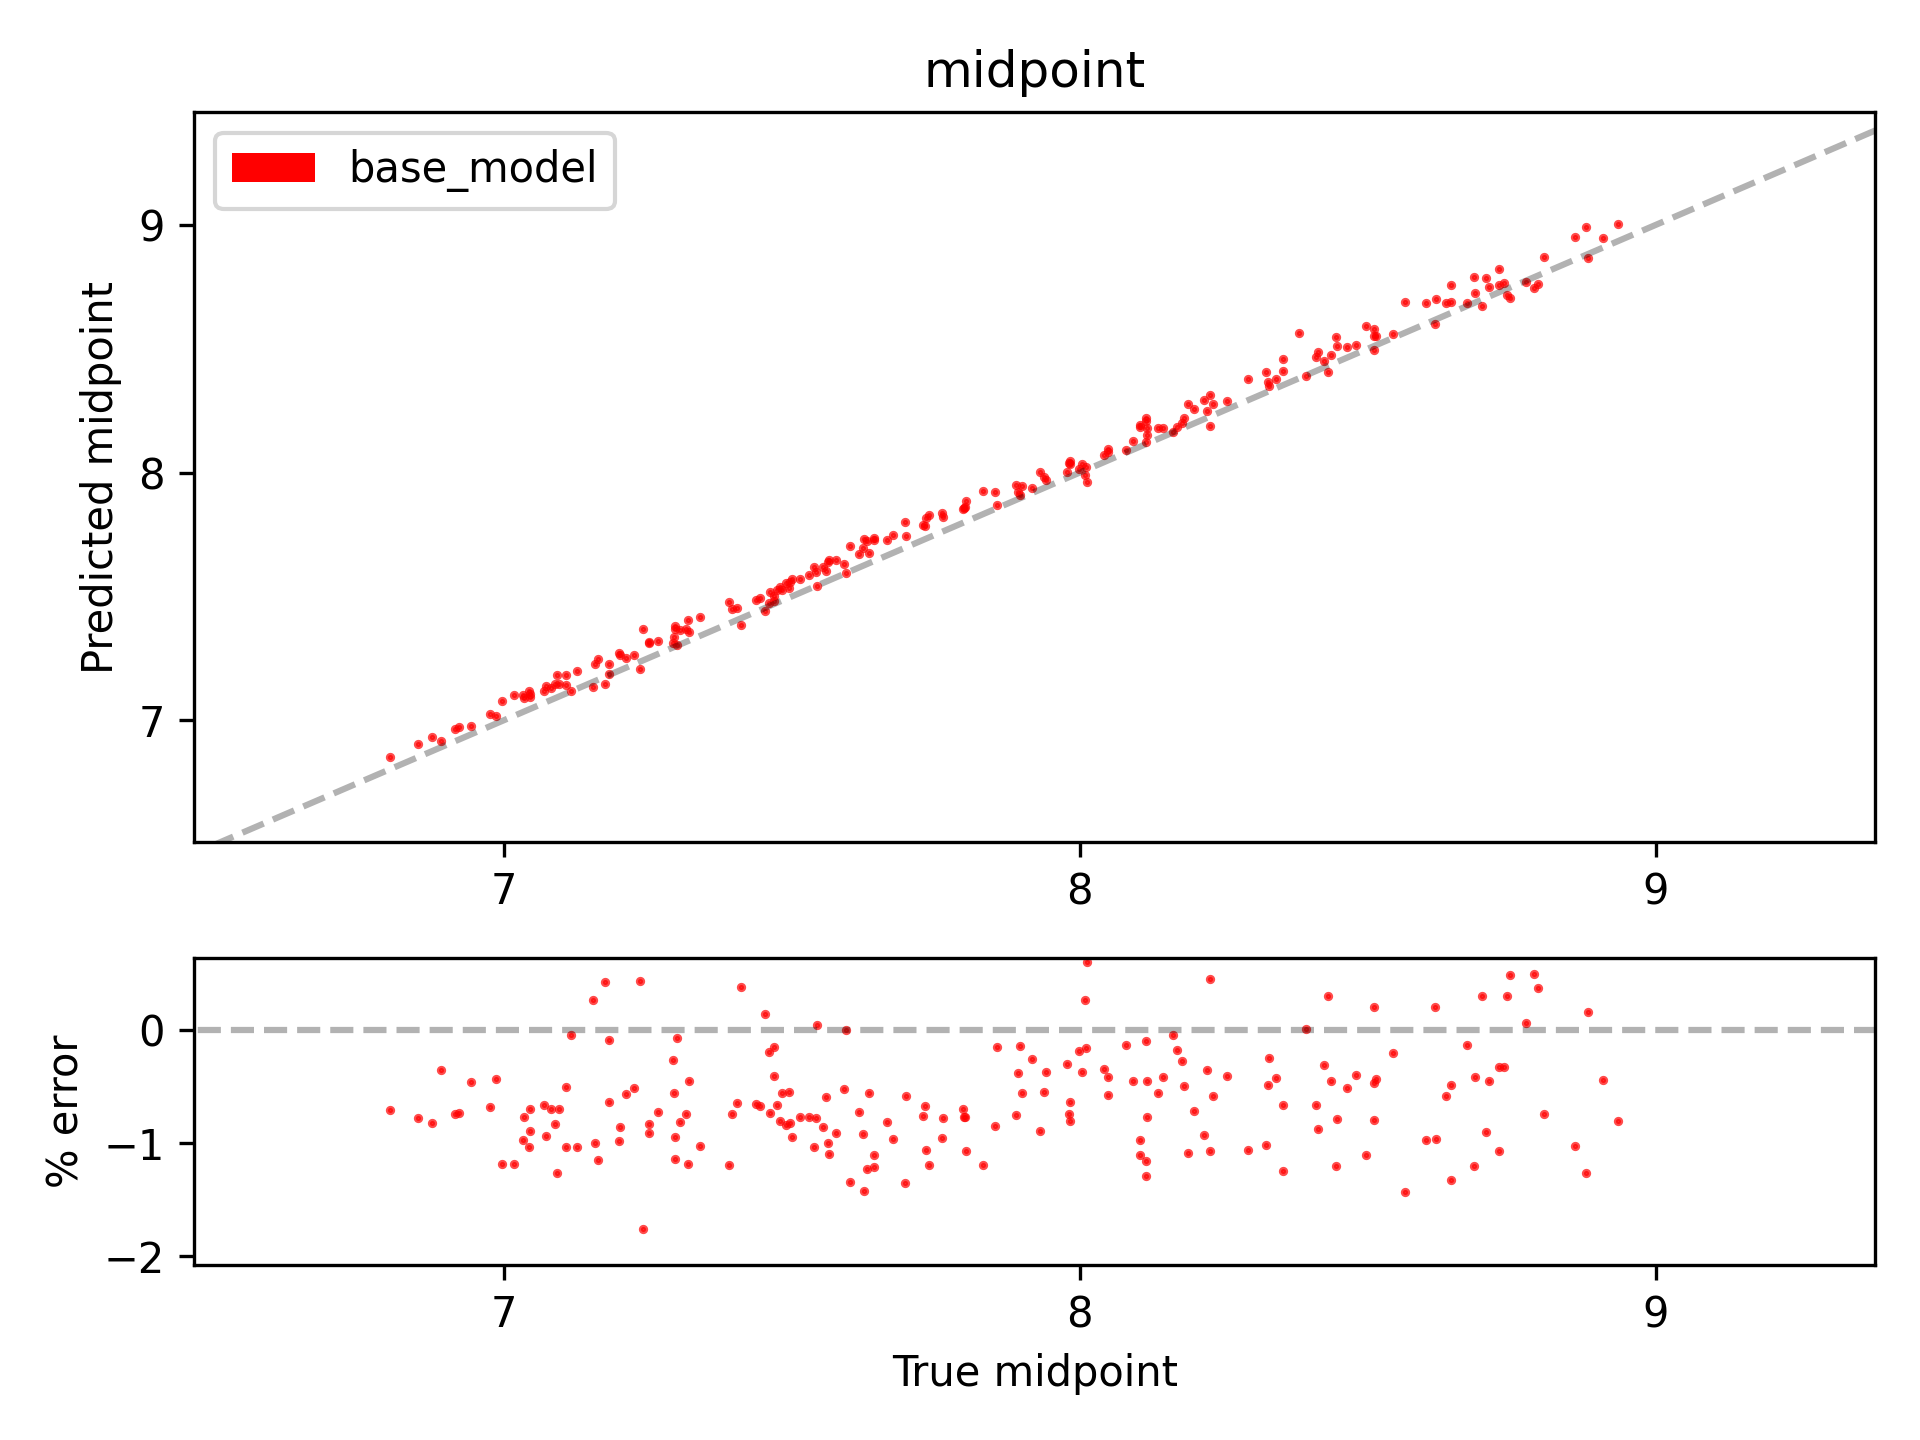 midpoint
base_model
Predicted midpoint
9
8
7
7 8 9
% error
0
−1
−2
7 8 9
True midpoint